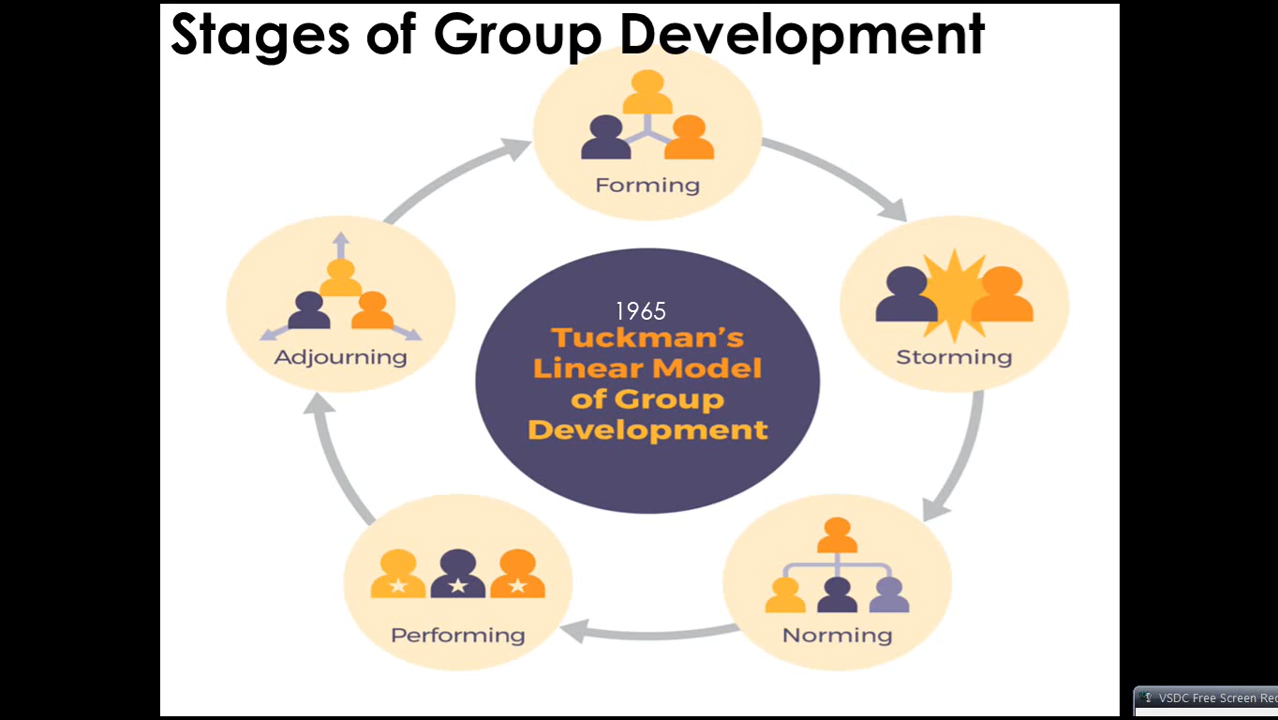 Stages of Group Development
Forming
Adjourning
Storming
1965
Tuckman's
Linear Model
of Group
Development
Performing
Norming
VSDC Free Screen Rec